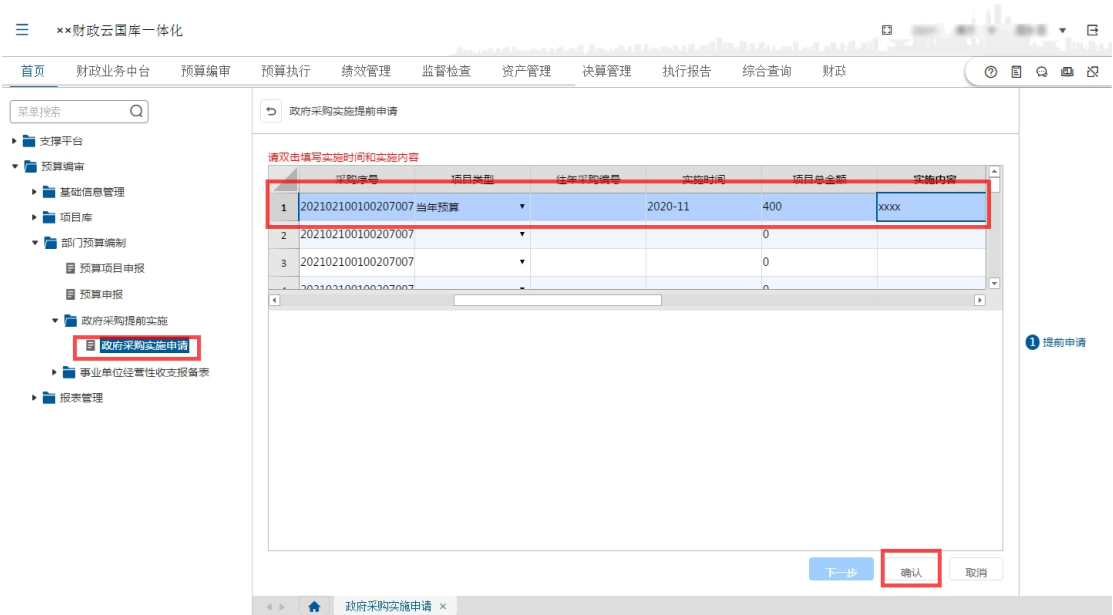 ××财政云国库一体化
首页 财政业务中台 预算编审 预算执行 绩效管理 监督检查 资产管理 决算管理 执行报告 综合查询 财政
菜单搜索
政府采购实施提前申请
支撑平台
预算编审
基础信息管理
项目库
部门预算编制
预算项目申报
预算申报
政府采购提前实施
政府采购实施申请
事业单位经营性收支报备表
报表管理
请双击填写实施时间和实施内容
采购序号 项目类型 往年采购编号 实施时间 项目总金额 实施内容
1 202102100100207007 当年预算 2020-11 400 xxxx
2 202102100100207007 0
3 202102100100207007 0
1 提前申请
下一步 确认 取消
政府采购实施申请 ×